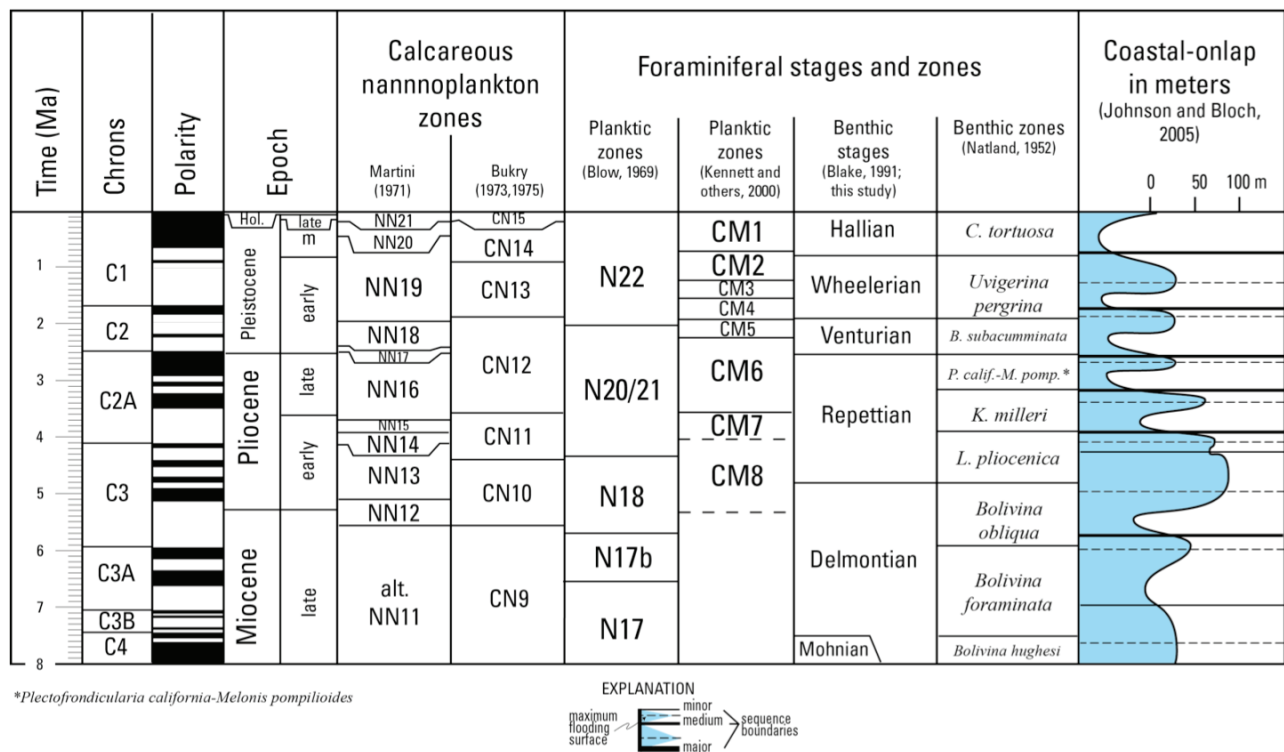 Time (Ma)
Chrons
Polarity
Epoch
Calcareous
nannnoplankton
zones
Martini
(1971)
Bukry
(1973,1975)
Foraminiferal stages and zones
Planktic
zones
(Blow, 1969)
Planktic
zones
(Kennett and
others, 2000)
Benthic
stages
(Blake, 1991;
this study)
Benthic zones
(Natland, 1952)
Coastal-onlap
in meters
(Johnson and Bloch,
2005)
0 50 100 m
1
2
3
4
5
6
7
8
C1
C2
C2A
C3
C3A
C3B
C4
Hol.
Pleistocene
Pliocene
Miocene
late
m
early
late
early
late
NN21
NN20
NN19
NN18
NN17
NN16
NN15
NN14
NN13
NN12
alt.
NN11
CN15
CN14
CN13
CN12
CN11
CN10
CN9
N22
N20/21
N18
N17b
N17
CM1
CM2
CM3
CM4
CM5
CM6
CM7
CM8
Hallian
Wheelerian
Venturian
Repettian
Delmontian
Mohnian
C. tortuosa
Uvigerina
pergrina
B. subacumminata
P. calif.-M. pomp.*
K. milleri
L. pliocenica
Bolivina
obliqua
Bolivina
foraminata
Bolivina hughesi
*Plectofrondicularia california-Melonis pompilioides
EXPLANATION
maximum
flooding
surface
minor
medium
major
sequence
boundaries